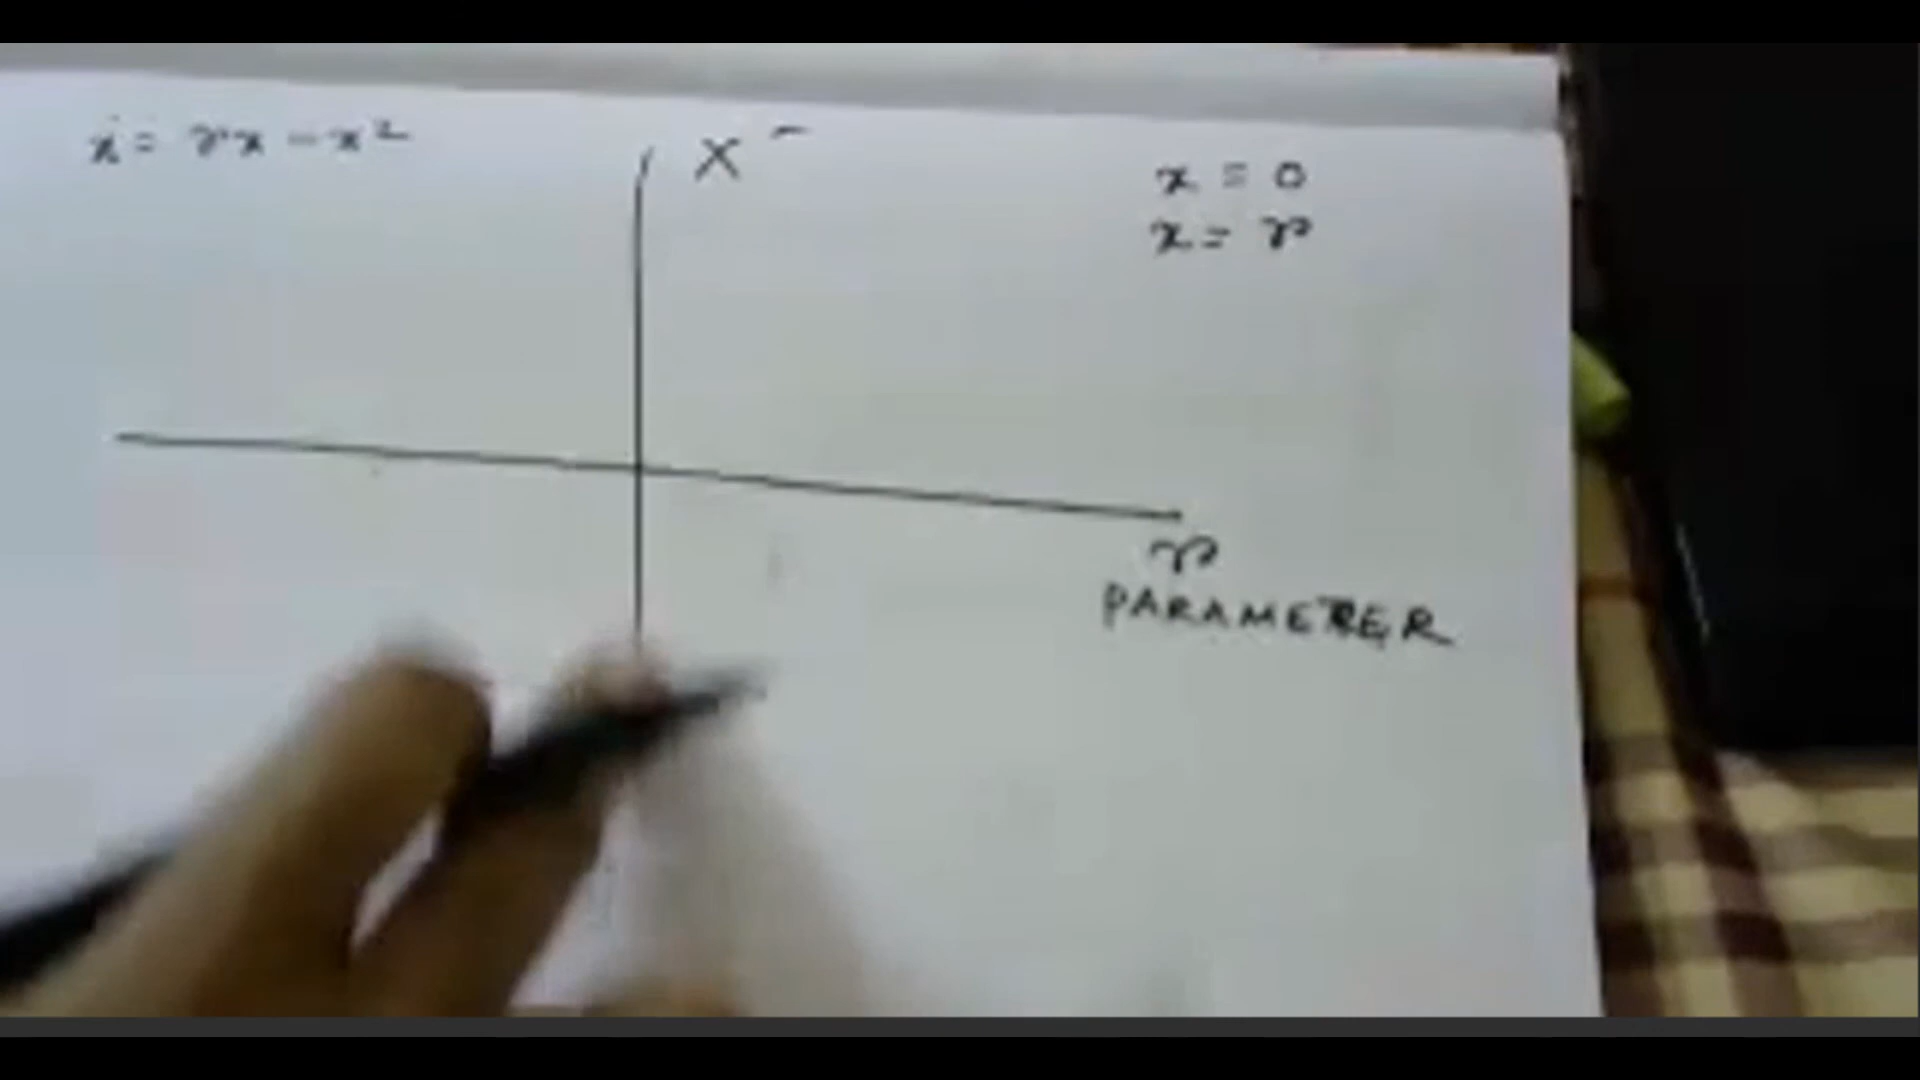 ẋ = rx - x²
X
x = 0
x = r
r
PARAMETER